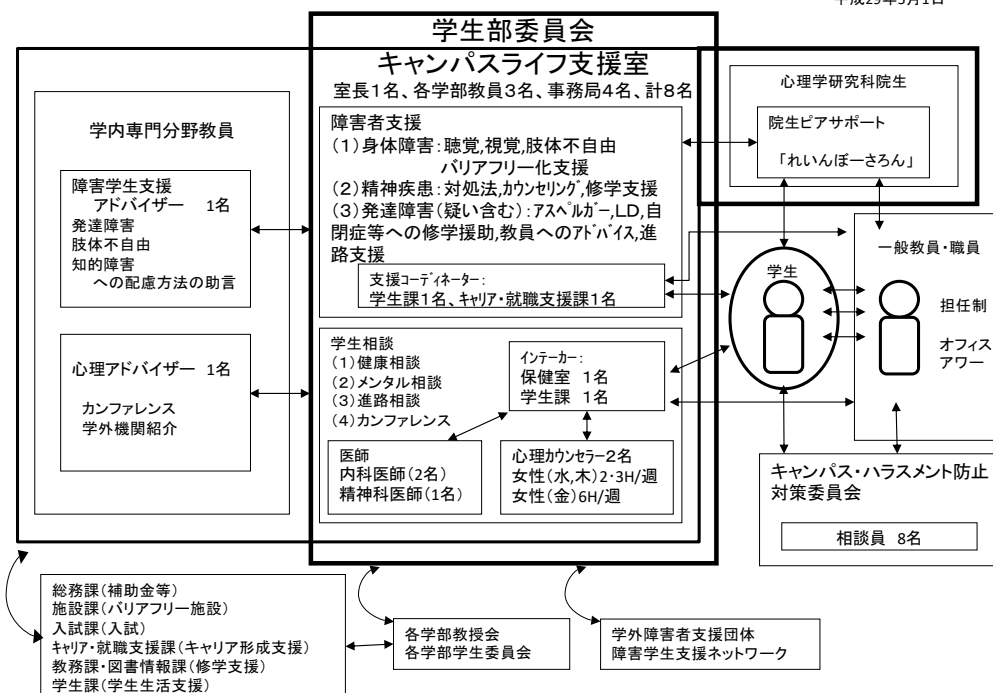 平成29年5月1日
学生部委員会
キャンパスライフ支援室
室長1名、各学部教員3名、事務局4名、計8名
学内専門分野教員
障害学生支援
アドバイザー 1名
発達障害
肢体不自由
知的障害
への配慮方法の助言
心理アドバイザー 1名
カンファレンス
学外機関紹介
障害者支援
(1)身体障害:聴覚,視覚,肢体不自由
バリアフリー化支援
(2)精神疾患:対処法,カウンセリング,修学支援
(3)発達障害(疑い含む):アスペルガー,LD,自
閉症等への修学援助,教員へのアドバイス,進
路支援
支援コーディネーター:
学生課1名、キャリア・就職支援課1名
学生相談
(1)健康相談
(2)メンタル相談
(3)進路相談
(4)カンファレンス
インテーカー:
保健室 1名
学生課 1名
医師
内科医師(2名)
精神科医師(1名)
心理カウンセラー2名
女性(水,木)2・3H/週
女性(金)6H/週
心理学研究科院生
院生ピアサポート
「れいんぼーさろん」
学生
一般教員・職員
担任制
オフィス
アワー
キャンパス・ハラスメント防止
対策委員会
相談員 8名
総務課(補助金等)
施設課(バリアフリー施設)
入試課(入試)
キャリア・就職支援課(キャリア形成支援)
教務課・図書情報課(修学支援)
学生課(学生生活支援)
各学部教授会
各学部学生委員会
学外障害者支援団体
障害学生支援ネットワーク